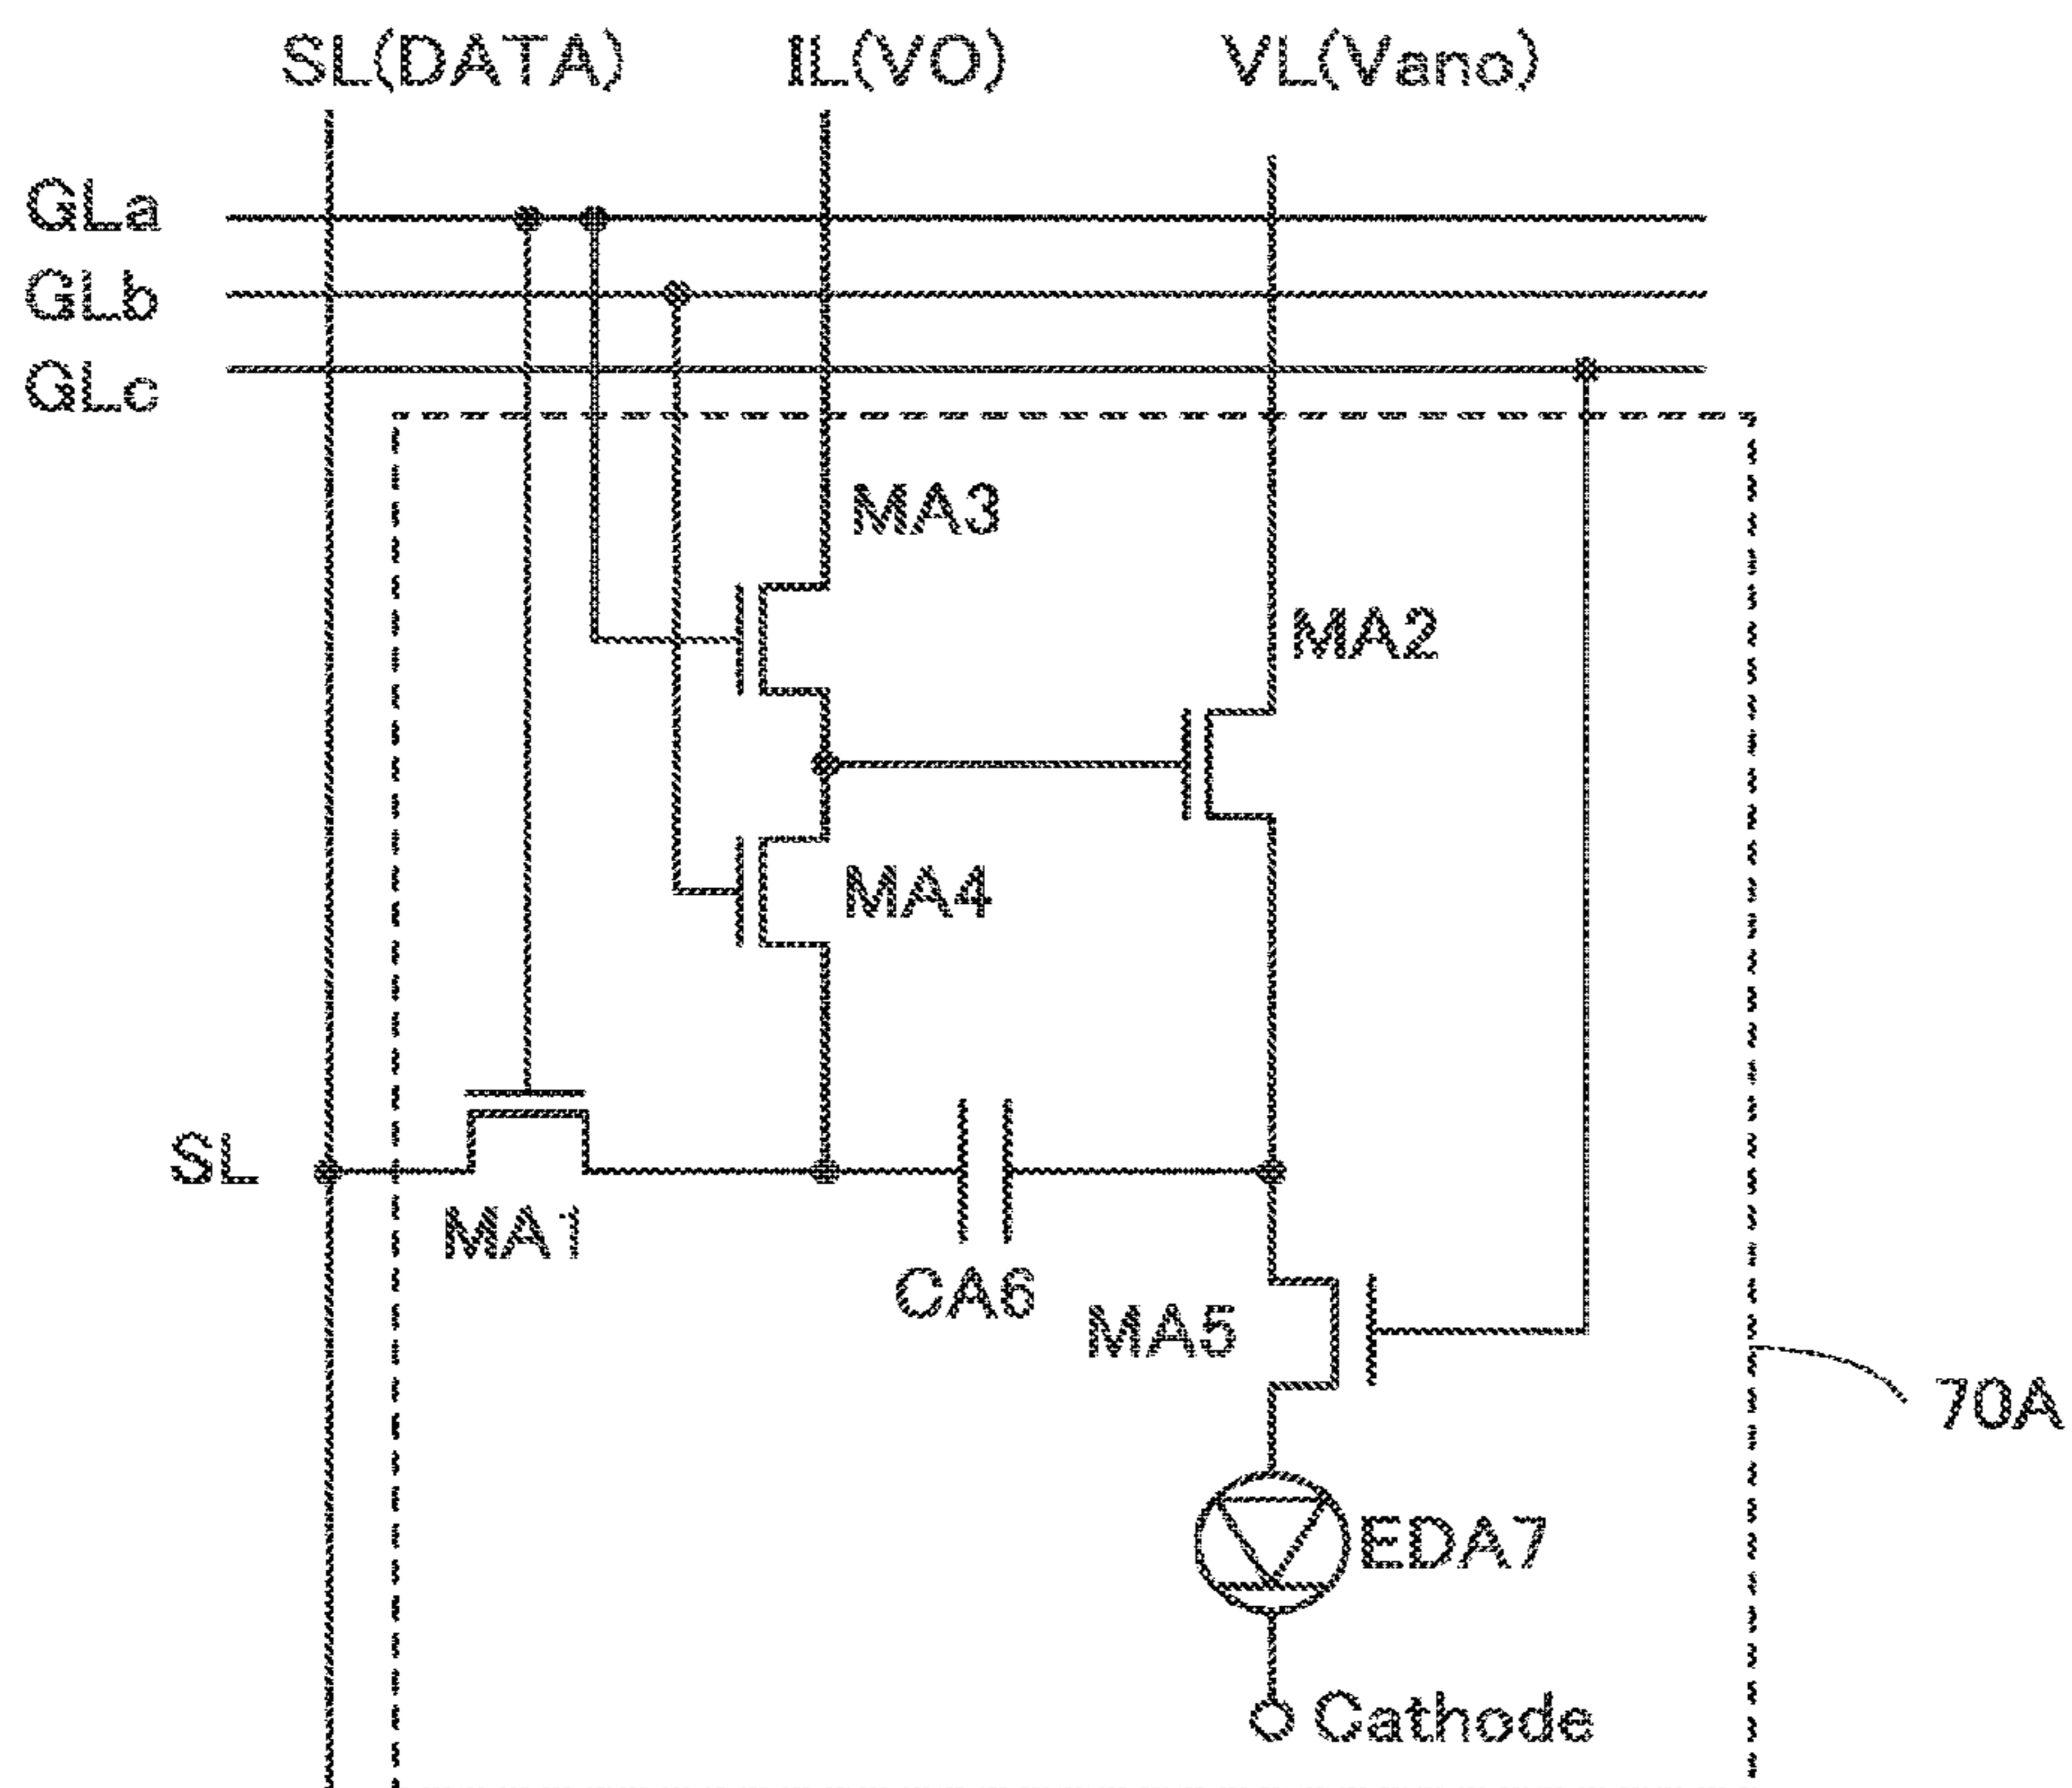 SL(DATA) IL(VO) VL(Vano)
GLa
GLb
GLc
MA3
MA2
MA4
SL
MA1
CA6
MA5
70A
EDA7
Cathode